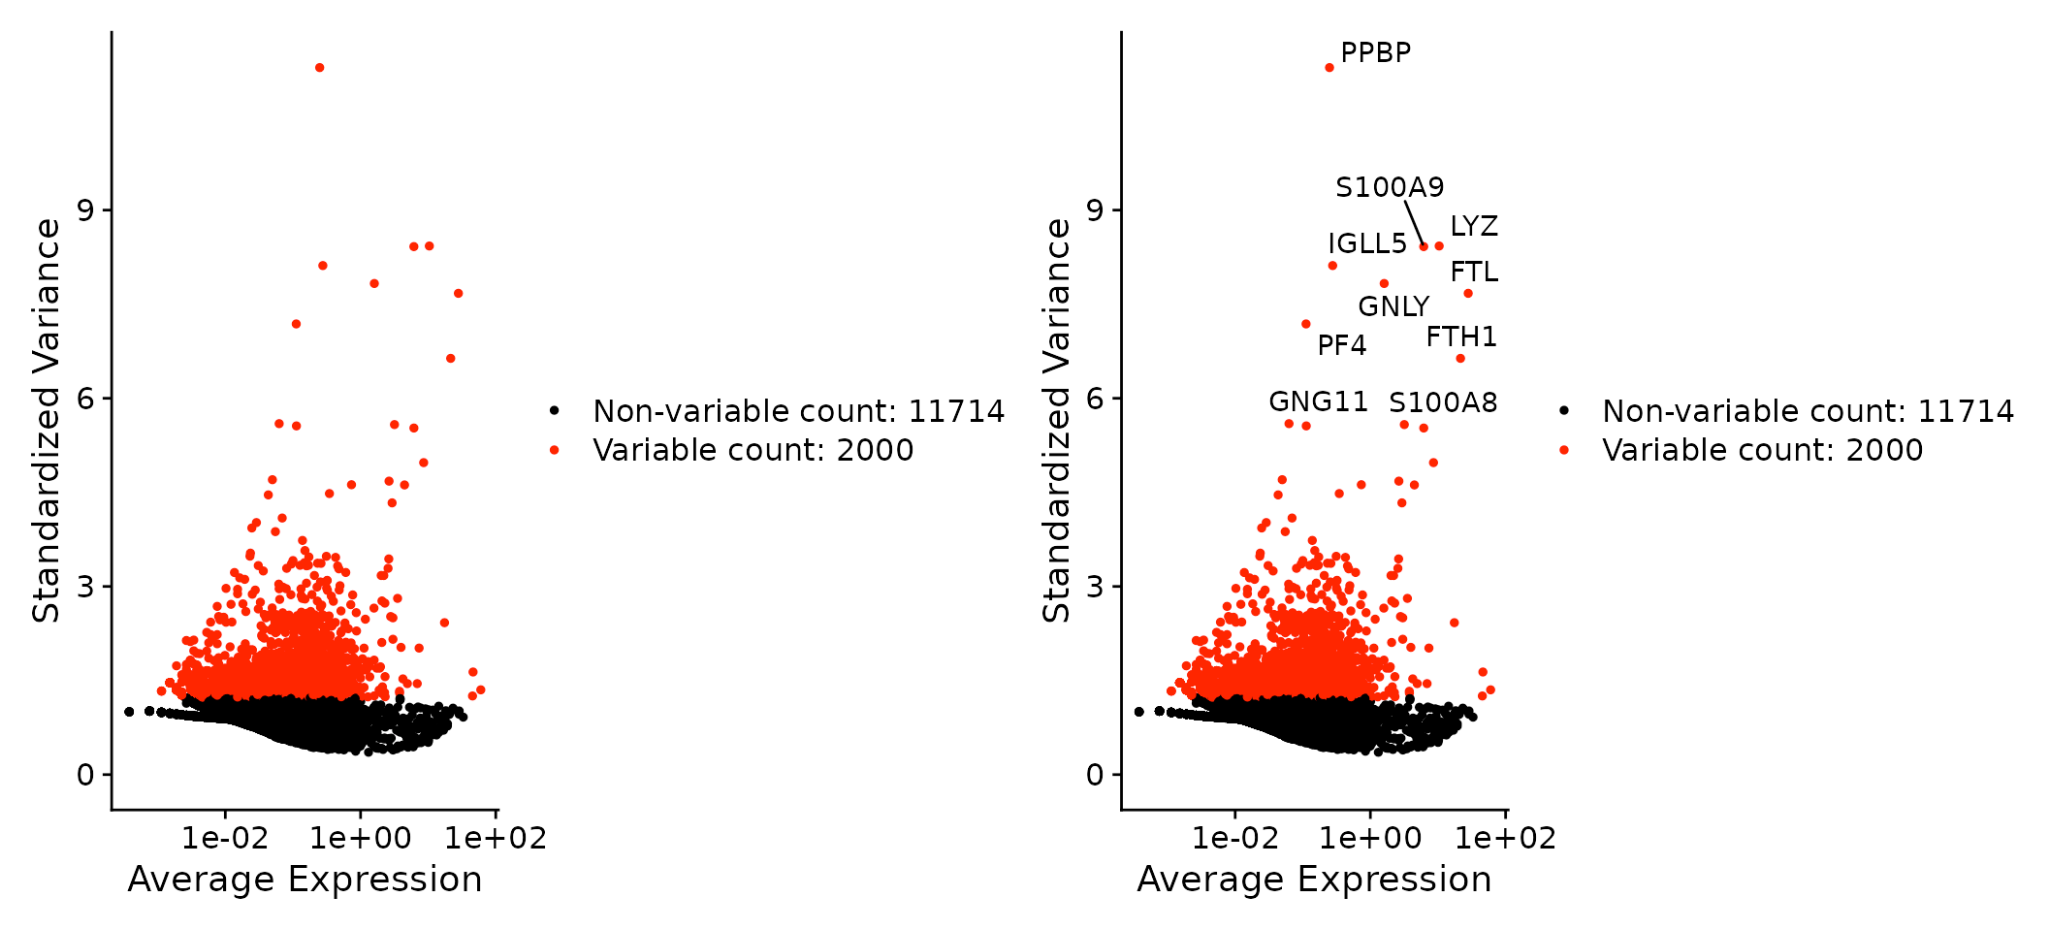 Standardized Variance
9
6
3
0
1e-02 1e+00 1e+02
Average Expression
Non-variable count: 11714
Variable count: 2000
Standardized Variance
9
6
3
0
PPBP
S100A9
LYZ
IGLL5
FTL
GNLY
FTH1
PF4
GNG11
S100A8
1e-02 1e+00 1e+02
Average Expression
Non-variable count: 11714
Variable count: 2000